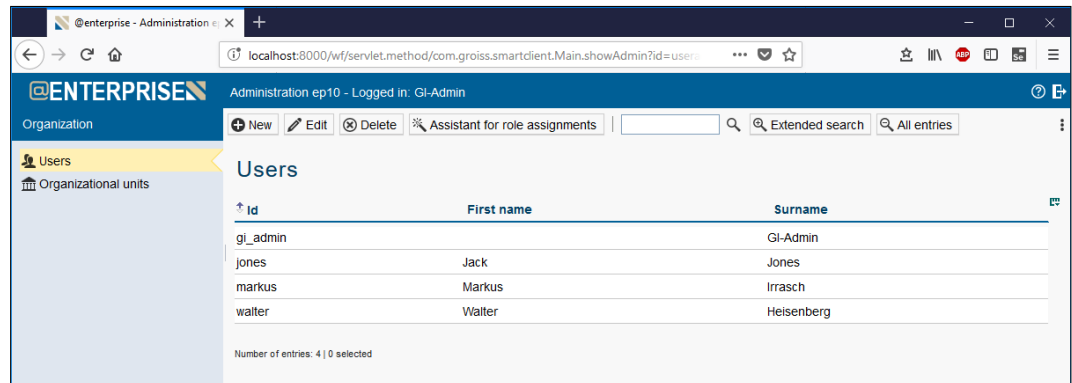 @enterprise - Administration e
localhost:8000/wf/servlet.method/com.groiss.smartclient.Main.showAdmin?id=user
ABP
Se
@ENTERPRISE
Administration ep10 - Logged in: GI-Admin
Organization
New Edit Delete Assistant for role assignments Extended search All entries
Users
Organizational units
Users
Id First name Surname
gi_admin GI-Admin
jones Jack Jones
markus Markus Irrasch
walter Walter Heisenberg
Number of entries: 4 | 0 selected